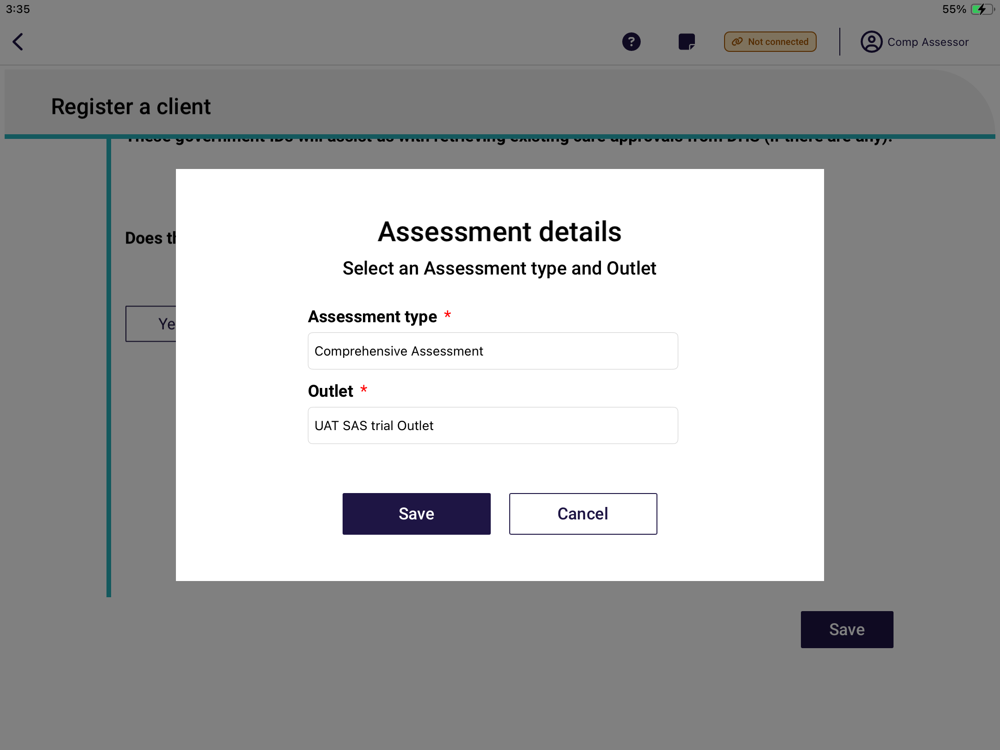 3:35
55%
Not connected
Comp Assessor
Register a client
These government IDs will assist us with retrieving existing care approvals from DHS (if there are any).
Does th
Ye
Assessment details
Select an Assessment type and Outlet
Assessment type *
Comprehensive Assessment
Outlet *
UAT SAS trial Outlet
Save
Cancel
Save